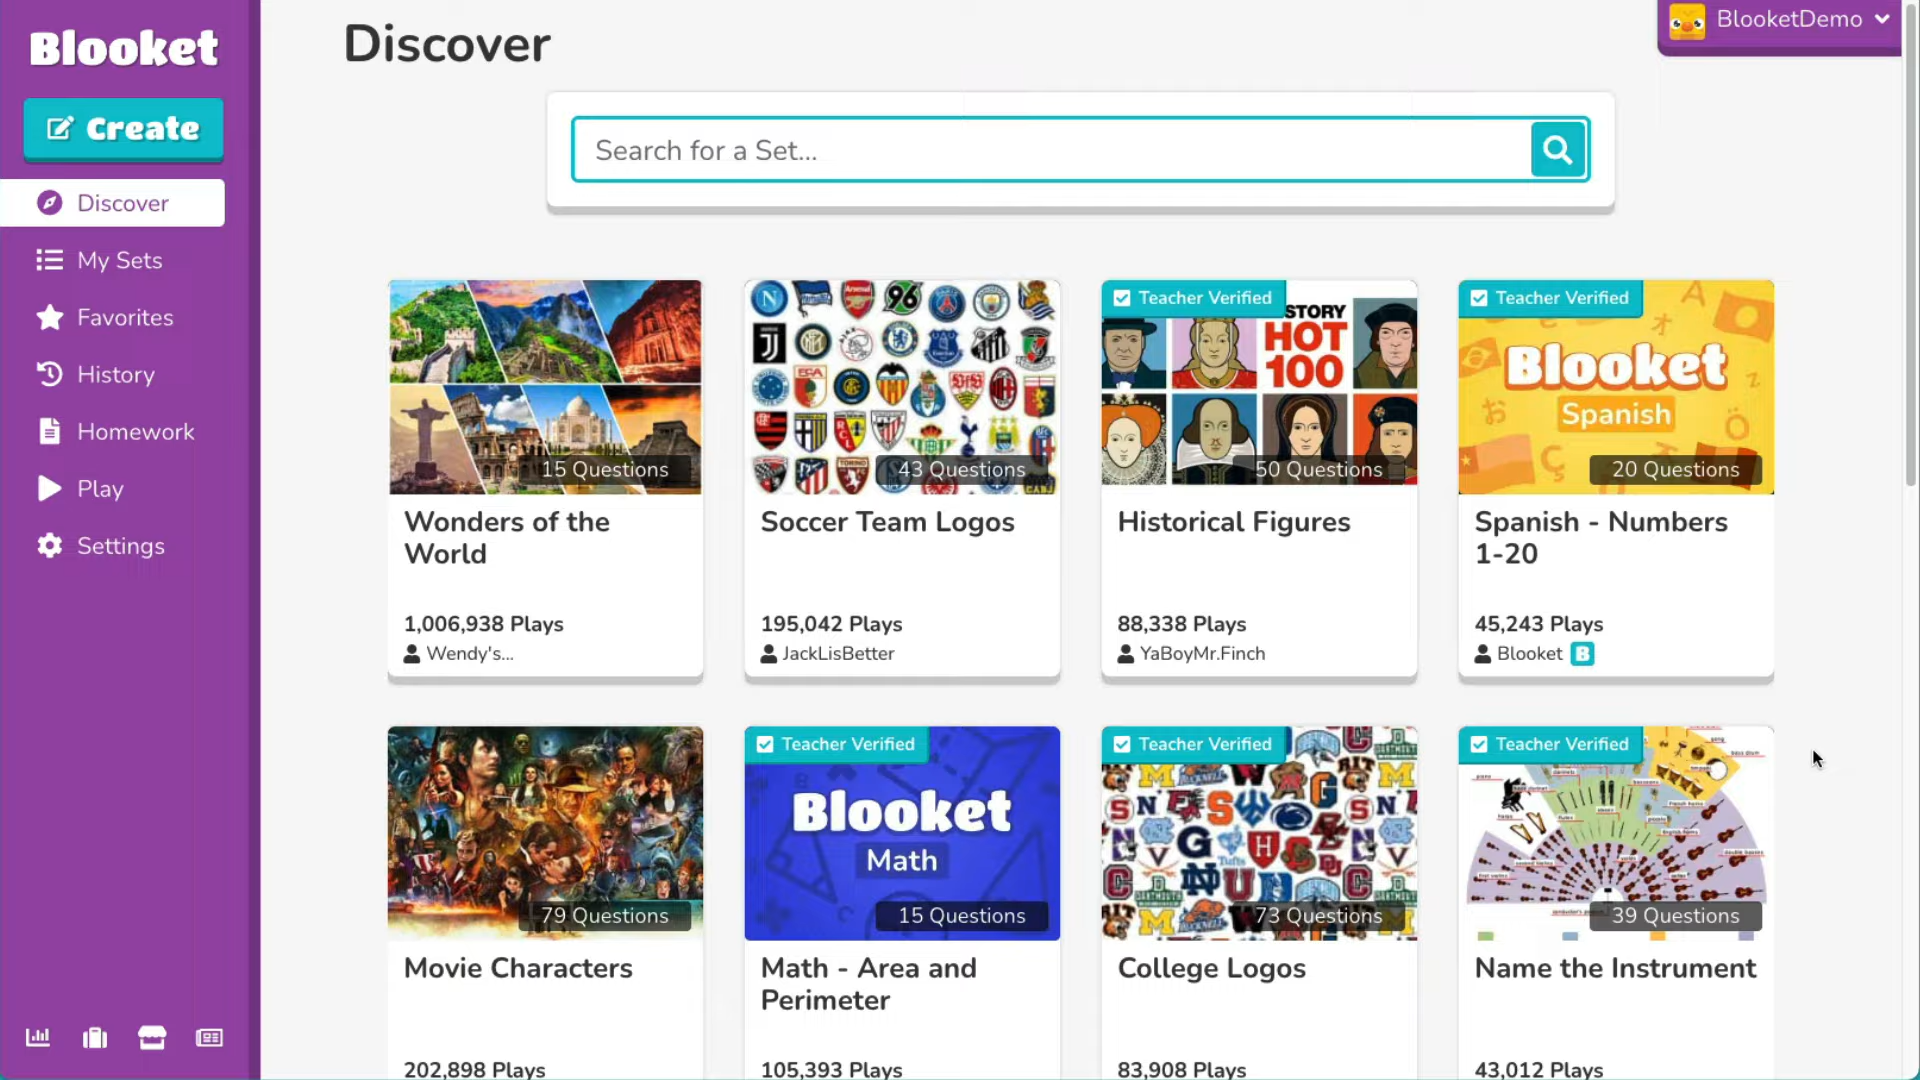 Blooket
Discover
BlooketDemo
Create
Search for a Set...
Discover
My Sets
Favorites
History
Homework
Play
Settings
15 Questions
Wonders of the
World
1,006,938 Plays
Wendy's...
43 Questions
Soccer Team Logos
195,042 Plays
JackLisBetter
Teacher Verified
STORY
HOT
100
50 Questions
Historical Figures
88,338 Plays
YaBoyMr.Finch
Teacher Verified
Blooket
Spanish
20 Questions
Spanish - Numbers
1-20
45,243 Plays
Blooket B
79 Questions
Movie Characters
202,898 Plays
Teacher Verified
Blooket
Math
15 Questions
Math - Area and
Perimeter
105,393 Plays
Teacher Verified
73 Questions
College Logos
83,908 Plays
Teacher Verified
39 Questions
Name the Instrument
43,012 Plays